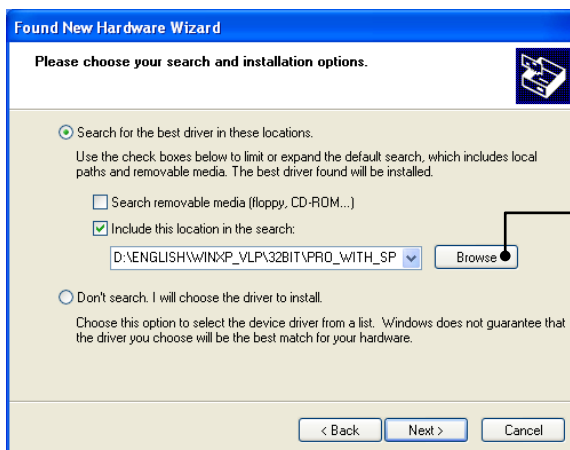 Found New Hardware Wizard
Please choose your search and installation options.
Search for the best driver in these locations.
Use the check boxes below to limit or expand the default search, which includes local
paths and removable media. The best driver found will be installed.
Search removable media (floppy, CD-ROM...)
Include this location in the search:
D:\ENGLISH\WINXP_VLP\32BIT\PRO_WITH_SP
Browse
Don't search. I will choose the driver to install.
Choose this option to select the device driver from a list. Windows does not guarantee that
the driver you choose will be the best match for your hardware.
< Back Next > Cancel